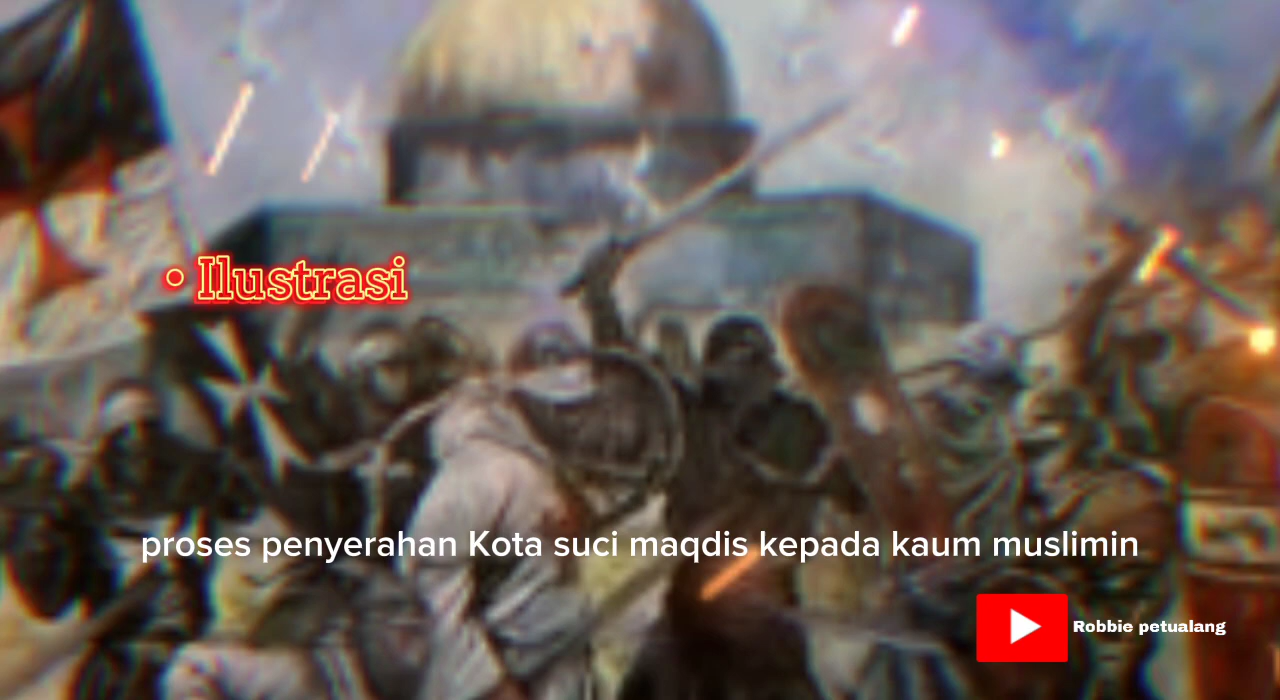 • Ilustrasi
proses penyerahan Kota suci maqdis kepada kaum muslimin
Robbie petualang